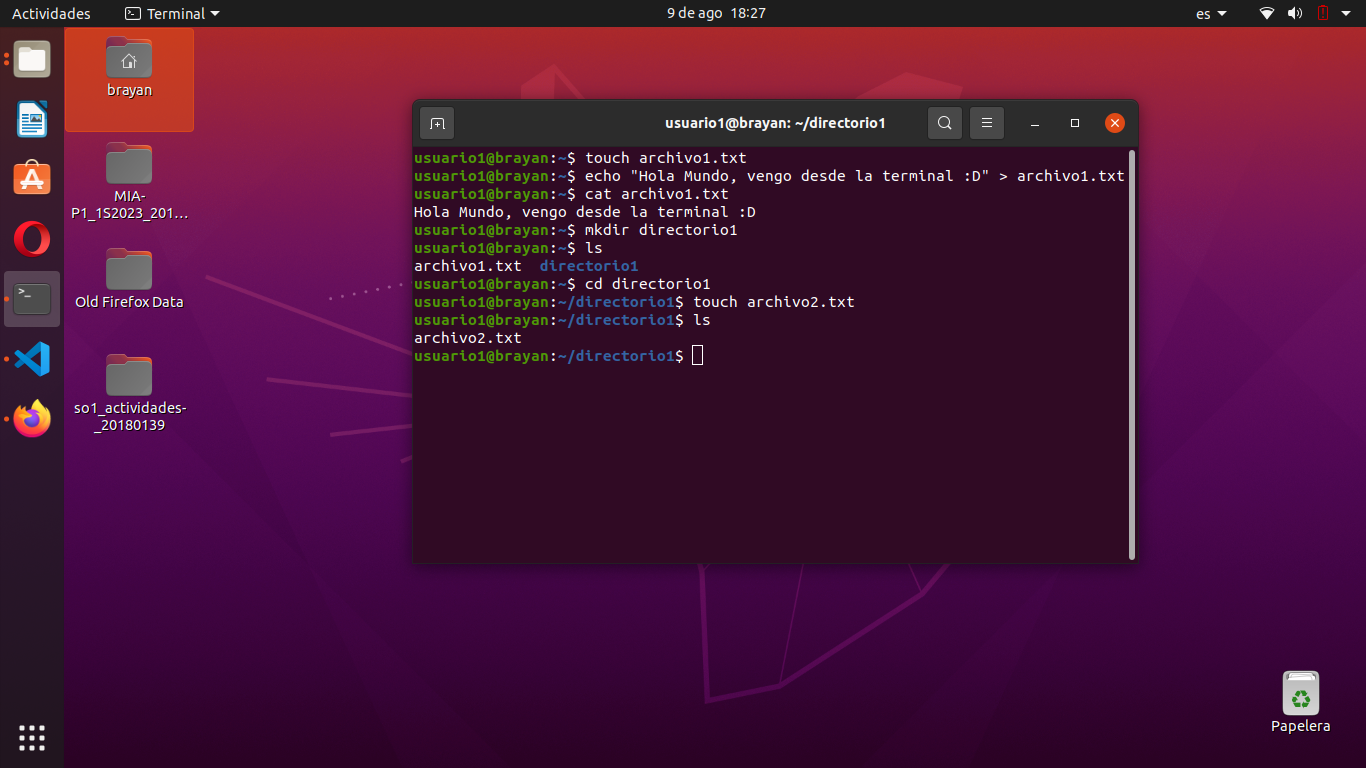 Actividades
Terminal
9 de ago 18:27
es
brayan
MIA-
P1_1S2023_201...
Old Firefox Data
so1_actividades-
_20180139
usuario1@brayan: ~/directorio1
usuario1@brayan:~$ touch archivo1.txt
usuario1@brayan:~$ echo "Hola Mundo, vengo desde la terminal :D" > archivo1.txt
usuario1@brayan:~$ cat archivo1.txt
Hola Mundo, vengo desde la terminal :D
usuario1@brayan:~$ mkdir directorio1
usuario1@brayan:~$ ls
archivo1.txt  directorio1
usuario1@brayan:~$ cd directorio1
usuario1@brayan:~/directorio1$ touch archivo2.txt
usuario1@brayan:~/directorio1$ ls
archivo2.txt
usuario1@brayan:~/directorio1$
Papelera